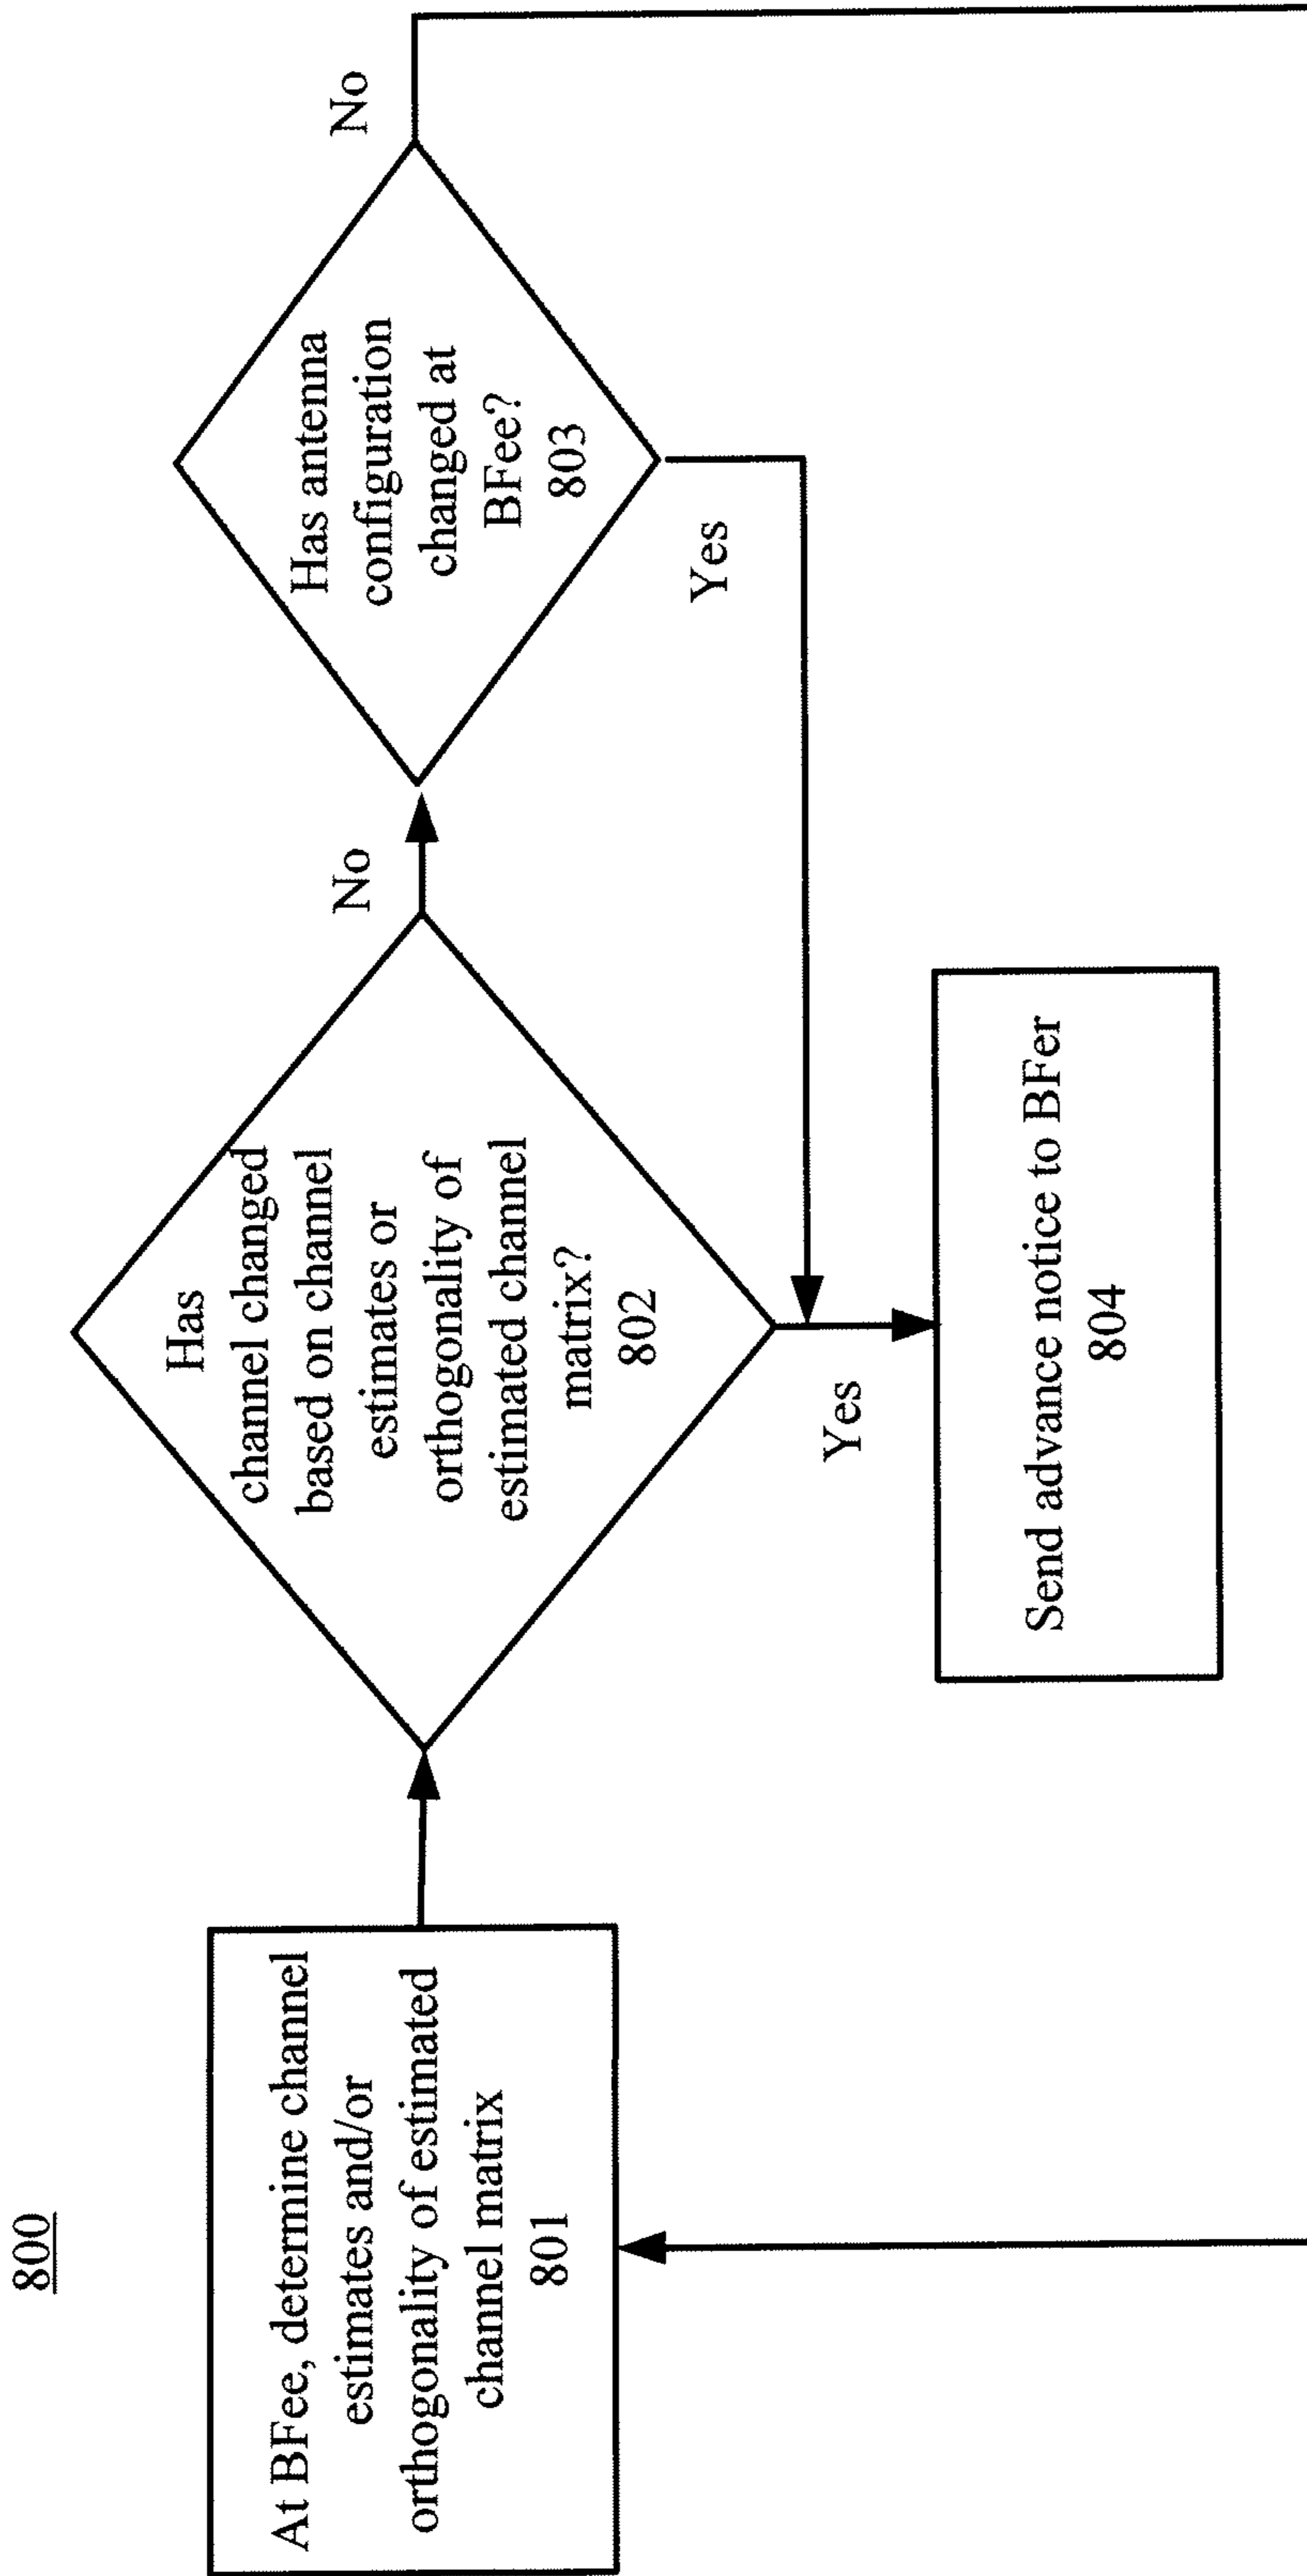 800
At BFee, determine channel
estimates and/or
orthogonality of estimated
channel matrix
801
Has
channel changed
based on channel
estimates or
orthogonality of
estimated channel
matrix?
802
No
Yes
Has antenna
configuration
changed at
BFee?
803
No
Yes
Send advance notice to BFer
804